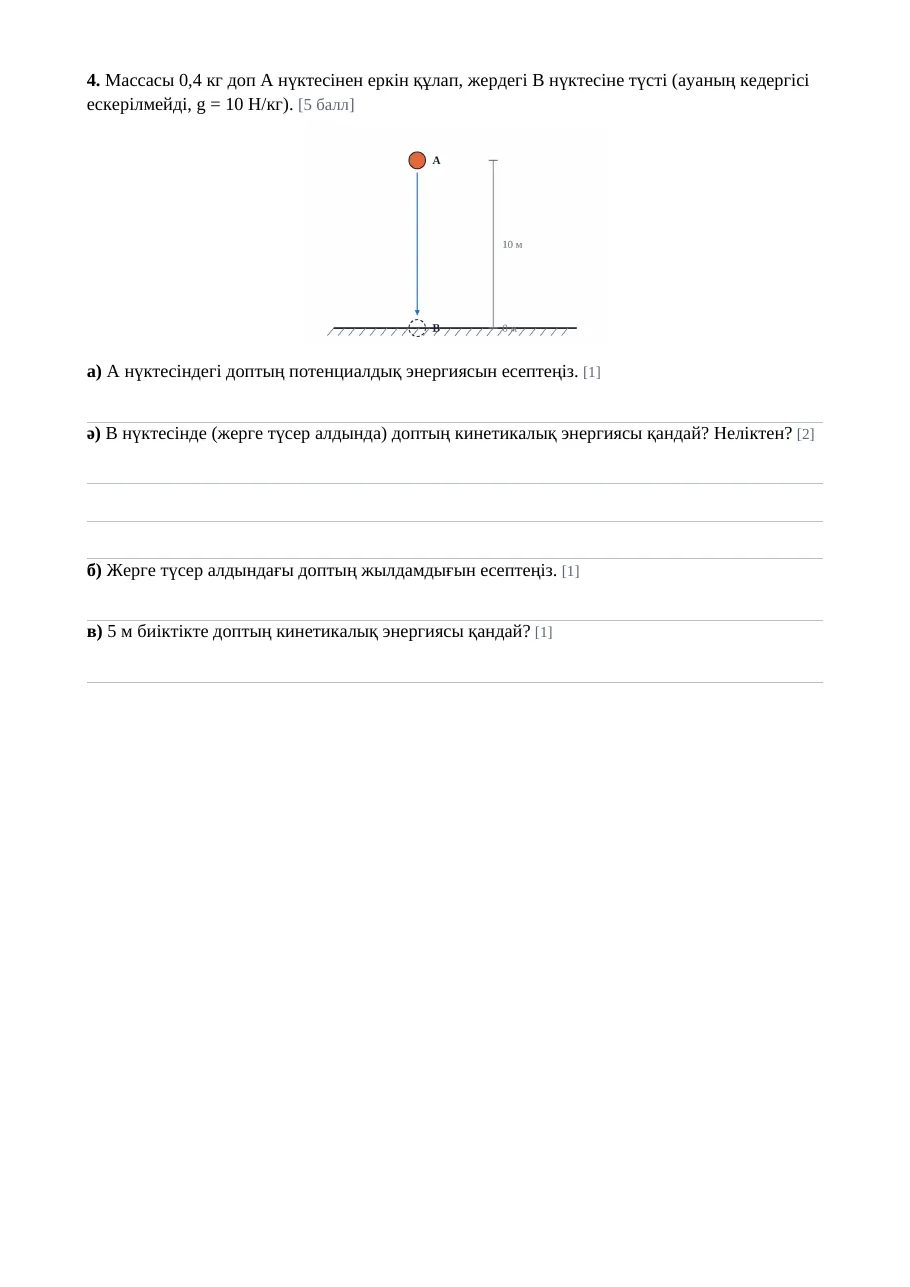 4. Массасы 0,4 кг доп А нүктесінен еркін құлап, жердегі В нүктесіне түсті (ауаның кедергісі
ескерілмейді, g = 10 Н/кг). [5 балл]
А
10 м
В
0 м
а) А нүктесіндегі доптың потенциалдық энергиясын есептеңіз. [1]
ә) В нүктесінде (жерге түсер алдында) доптың кинетикалық энергиясы қандай? Неліктен? [2]
б) Жерге түсер алдындағы доптың жылдамдығын есептеңіз. [1]
в) 5 м биіктікте доптың кинетикалық энергиясы қандай? [1]